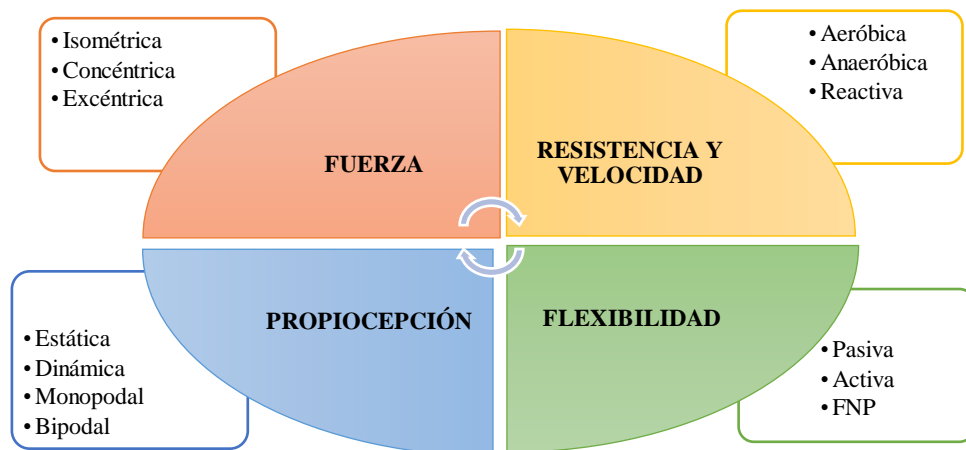 • Isométrica
• Concéntrica
• Excéntrica
FUERZA
• Aeróbica
• Anaeróbica
• Reactiva
RESISTENCIA Y
VELOCIDAD
PROPIOCEPCIÓN
• Estática
• Dinámica
• Monopodal
• Bipodal
FLEXIBILIDAD
• Pasiva
• Activa
• FNP